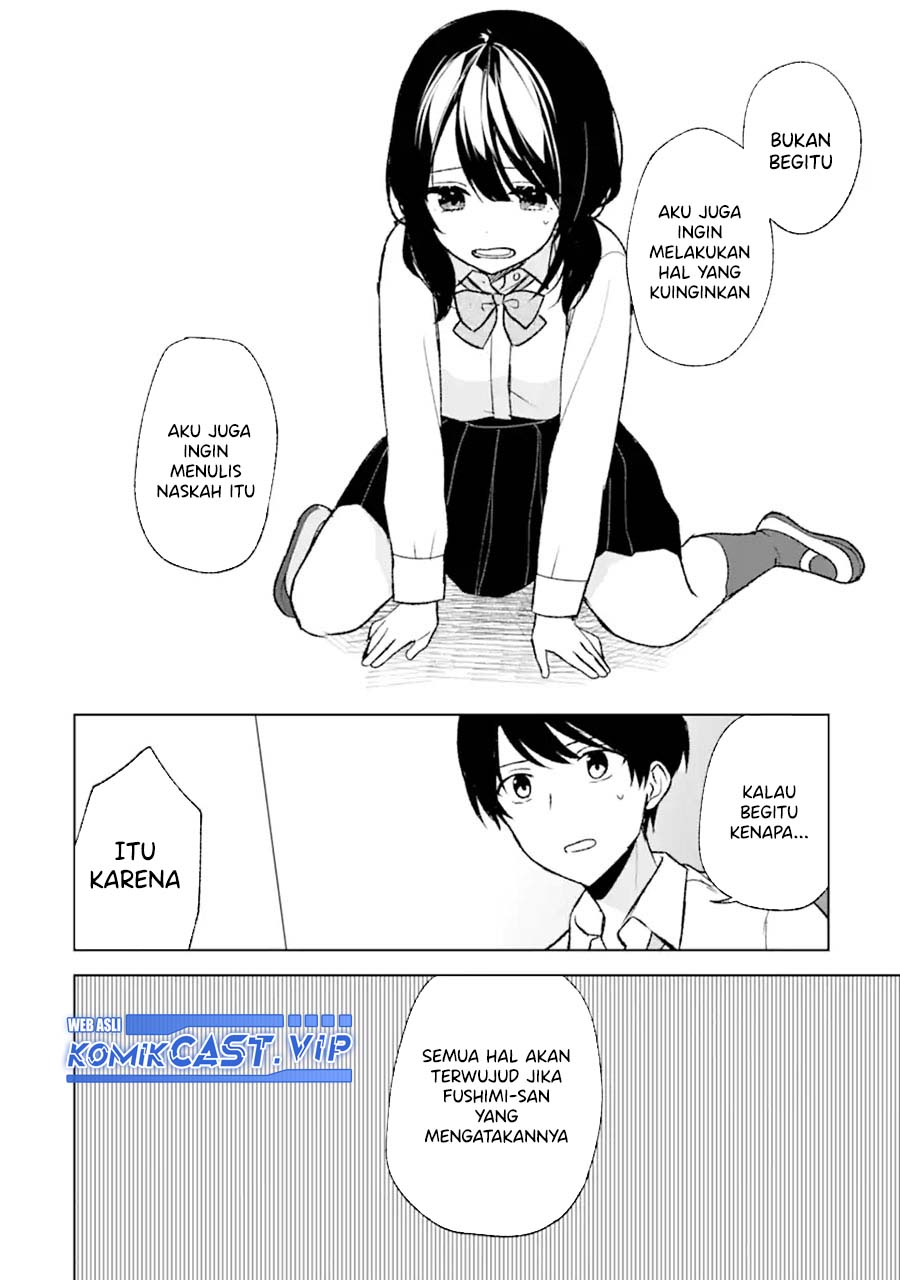 BUKAN
BEGITU
AKU JUGA
INGIN
MELAKUKAN
HAL YANG
KUINGINKAN
AKU JUGA
INGIN
MENULIS
NASKAH ITU
KALAU
BEGITU
KENAPA...
ITU
KARENA
WEB ASLI
KOMIKCAST.VIP
SEMUA HAL AKAN
TERWUJUD JIKA
FUSHIMI-SAN
YANG
MENGATAKANNYA